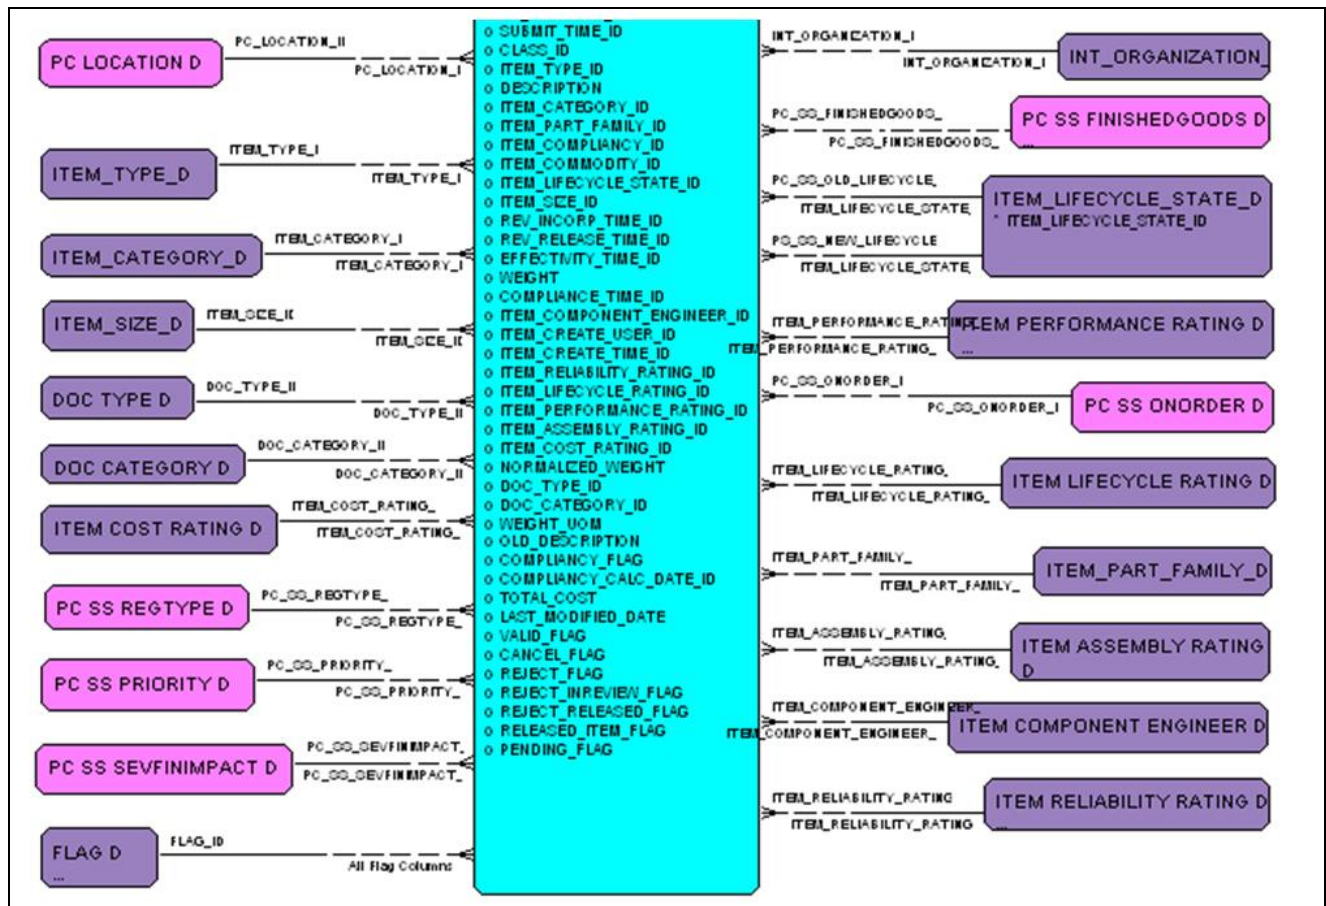 PC LOCATION D
PC_LOCATION_II
PC_LOCATION_I
ITEM_TYPE_D
ITEM_TYPE_I
ITEM_TYPE_I
ITEM_CATEGORY_D
ITEM_CATEGORY_I
ITEM_CATEGORY_I
ITEM_SIZE_D
ITEM_SIZE_II
ITEM_SIZE_II
DOC TYPE D
DOC_TYPE_II
DOC_TYPE_II
DOC CATEGORY D
DOC_CATEGORY_II
DOC_CATEGORY_II
ITEM COST RATING D
ITEM_COST_RATING_
ITEM_COST_RATING_
PC SS REGTYPE D
PC_SS_REGTYPE_
PC_SS_REGTYPE_
PC SS PRIORITY D
PC_SS_PRIORITY_
PC_SS_PRIORITY_
PC SS SEVFINIMPACT D
PC_SS_SEVFINIMPACT_
PC_SS_SEVFINIMPACT_
FLAG D
...
FLAG_ID
All Flag Columns
o SUBMIT_TIME_ID
o CLASS_ID
o ITEM_TYPE_ID
o DESCRIPTION
o ITEM_CATEGORY_ID
o ITEM_PART_FAMILY_ID
o ITEM_COMPLIANCY_ID
o ITEM_COMMODITY_ID
o ITEM_LIFECYCLE_STATE_ID
o ITEM_SIZE_ID
o REV_INCORP_TIME_ID
o REV_RELEASE_TIME_ID
o EFFECTIVITY_TIME_ID
o WEIGHT
o COMPLIANCE_TIME_ID
o ITEM_COMPONENT_ENGINEER_ID
o ITEM_CREATE_USER_ID
o ITEM_CREATE_TIME_ID
o ITEM_RELIABILITY_RATING_ID
o ITEM_LIFECYCLE_RATING_ID
o ITEM_PERFORMANCE_RATING_ID
o ITEM_ASSEMBLY_RATING_ID
o ITEM_COST_RATING_ID
o NORMALIZED_WEIGHT
o DOC_TYPE_ID
o DOC_CATEGORY_ID
o WEIGHT_UOM
o OLD_DESCRIPTION
o COMPLIANCY_FLAG
o COMPLIANCY_CALC_DATE_ID
o TOTAL_COST
o LAST_MODIFIED_DATE
o VALID_FLAG
o CANCEL_FLAG
o REJECT_FLAG
o REJECT_INREVIEW_FLAG
o REJECT_RELEASED_FLAG
o RELEASED_ITEM_FLAG
o PENDING_FLAG
INT_ORGANIZATION_I
INT_ORGANIZATION_I
INT_ORGANIZATION_
PC_SS_FINISHEDGOODS_
PC_SS_FINISHEDGOODS_
PC SS FINISHEDGOODS D
...
PC_SS_OLD_LIFECYCLE_
ITEM_LIFECYCLE_STATE_
PC_SS_NEW_LIFECYCLE
ITEM_LIFECYCLE_STATE_
ITEM_LIFECYCLE_STATE_D
* ITEM_LIFECYCLE_STATE_ID
ITEM_PERFORMANCE_RATING_
ITEM_PERFORMANCE_RATING_
ITEM PERFORMANCE RATING D
...
PC_SS_ONORDER_I
PC_SS_ONORDER_I
PC SS ONORDER D
ITEM_LIFECYCLE_RATING_
ITEM_LIFECYCLE_RATING_
ITEM LIFECYCLE RATING D
ITEM_PART_FAMILY_
ITEM_PART_FAMILY_
ITEM_PART_FAMILY_D
ITEM_ASSEMBLY_RATING_
ITEM_ASSEMBLY_RATING_
ITEM ASSEMBLY RATING
D
ITEM_COMPONENT_ENGINEER_
ITEM_COMPONENT_ENGINEER_
ITEM COMPONENT ENGINEER D
ITEM_RELIABILITY_RATING
ITEM_RELIABILITY_RATING
ITEM RELIABILITY RATING D
...